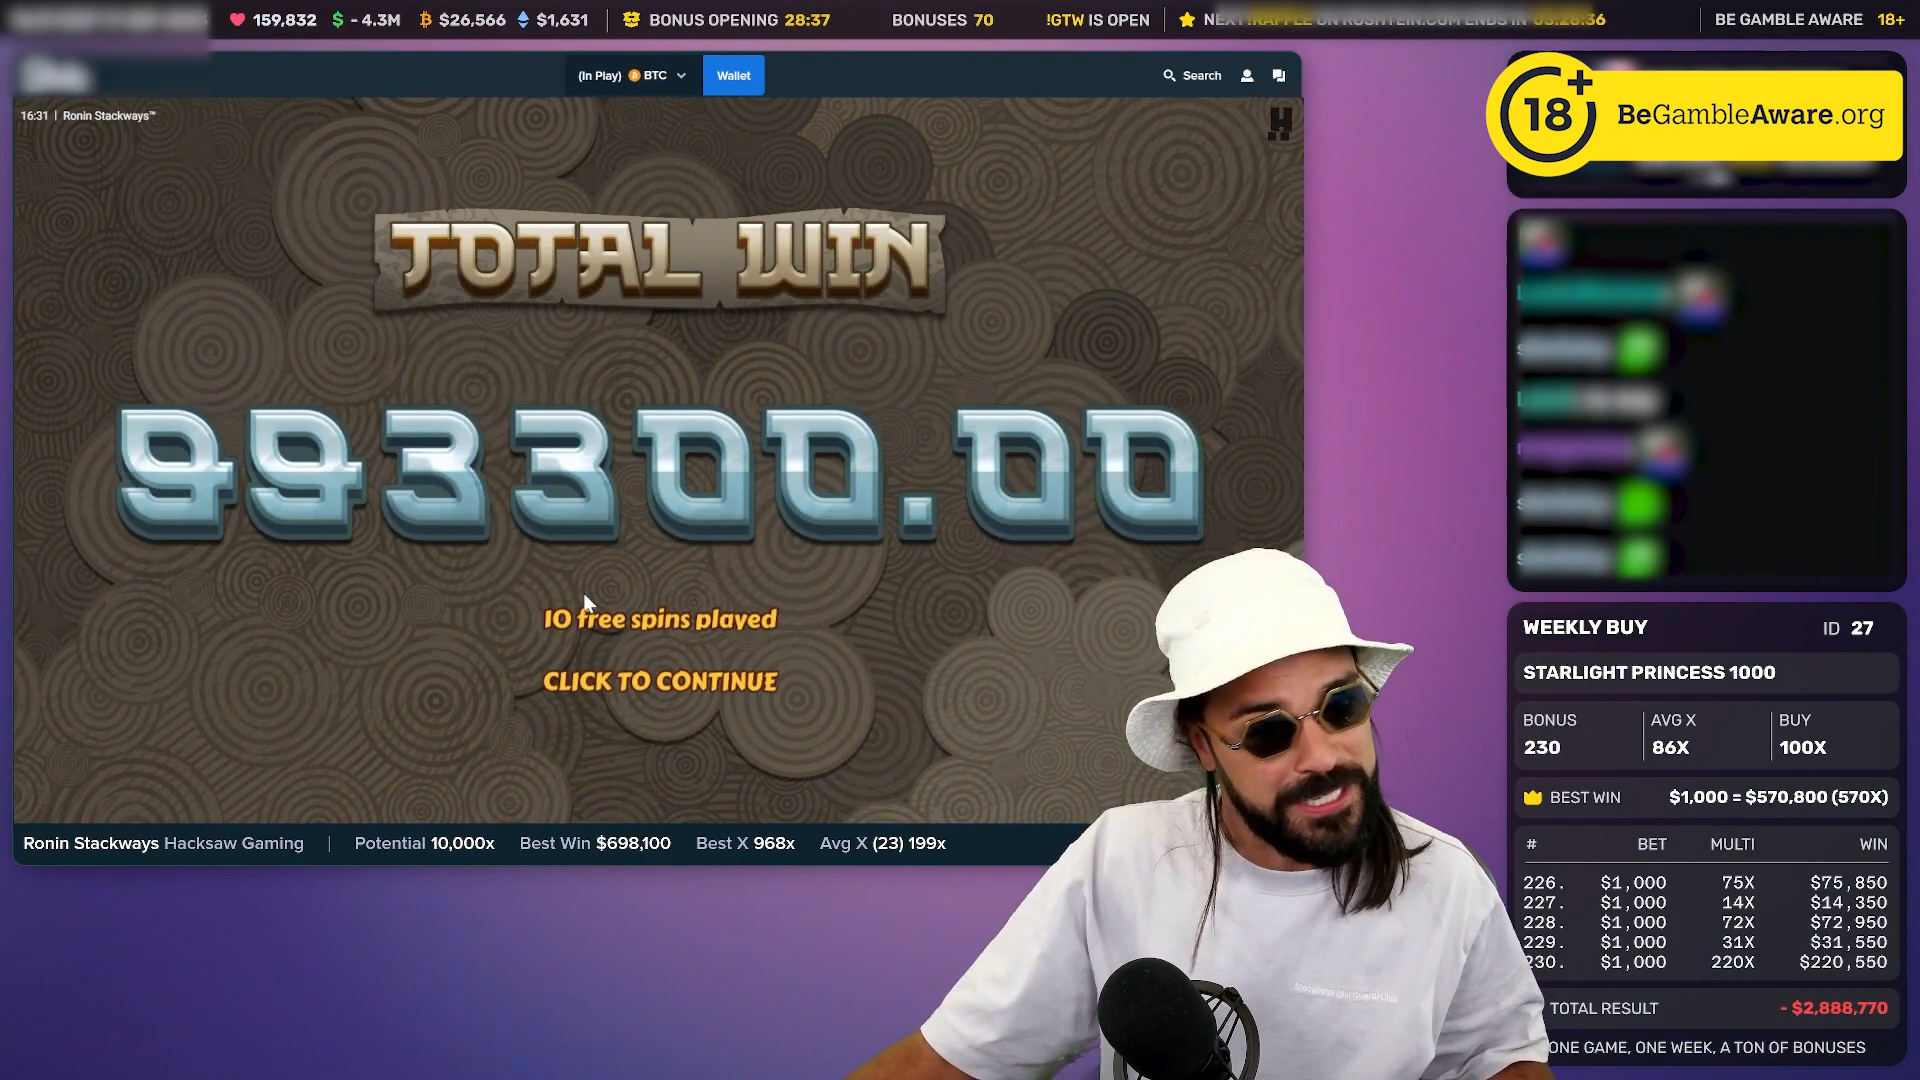 159,832
$ - 4.3M
$26,566
$1,631
BONUS OPENING 28:37
BONUSES 70
!GTW IS OPEN
BE GAMBLE AWARE 18+
(In Play) BTC
Wallet
Search
18+
BeGambleAware.org
16:31 | Ronin Stackways™
TOTAL WIN
993300.00
10 free spins played
CLICK TO CONTINUE
Ronin Stackways Hacksaw Gaming | Potential 10,000x Best Win $698,100 Best X 968x Avg X (23) 199x
WEEKLY BUY ID 27
STARLIGHT PRINCESS 1000
BONUS AVG X BUY
230 86X 100X
BEST WIN $1,000 = $570,800 (570X)
# BET MULTI WIN
226. $1,000 75X $75,850
227. $1,000 14X $14,350
228. $1,000 72X $72,950
229. $1,000 31X $31,550
230. $1,000 220X $220,550
TOTAL RESULT - $2,888,770
ONE GAME, ONE WEEK, A TON OF BONUSES